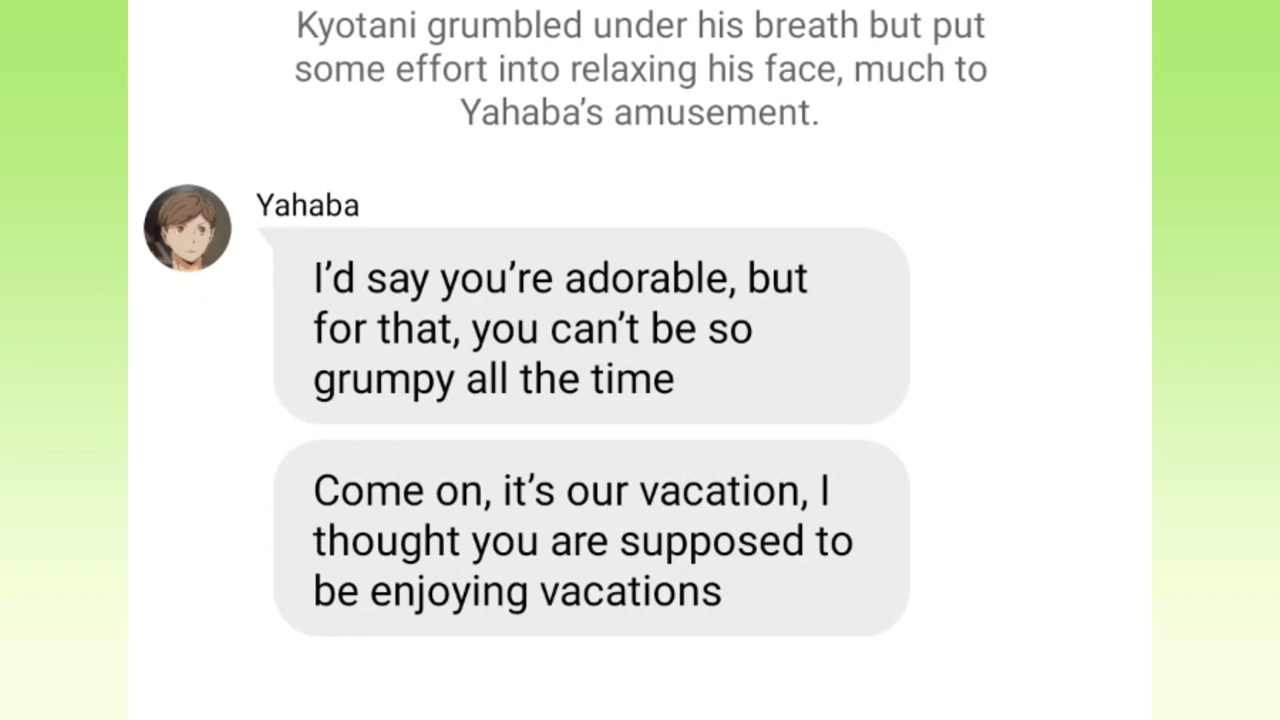 Kyotani grumbled under his breath but put
some effort into relaxing his face, much to
Yahaba’s amusement.
Yahaba
I’d say you’re adorable, but
for that, you can’t be so
grumpy all the time
Come on, it’s our vacation, I
thought you are supposed to
be enjoying vacations